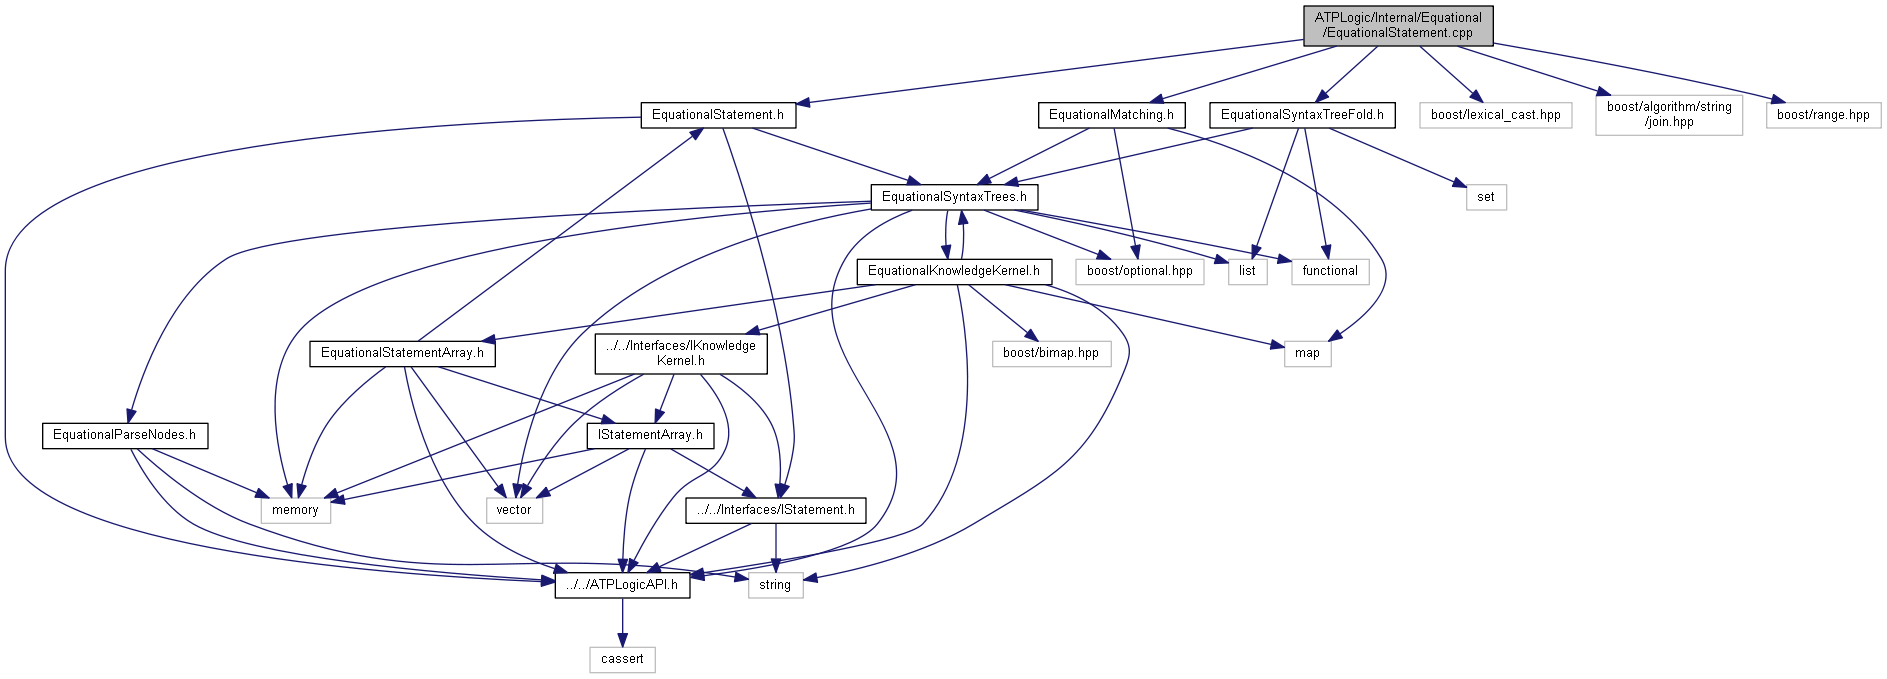 ATPLogic/Internal/Equational
/EquationalStatement.cpp
EquationalStatement.h
EquationalMatching.h
EquationalSyntaxTreeFold.h
boost/lexical_cast.hpp
boost/algorithm/string
/join.hpp
boost/range.hpp
EquationalSyntaxTrees.h
set
EquationalKnowledgeKernel.h
boost/optional.hpp
list
functional
EquationalStatementArray.h
../../Interfaces/IKnowledge
Kernel.h
boost/bimap.hpp
map
EquationalParseNodes.h
IStatementArray.h
memory
vector
../../Interfaces/IStatement.h
../../ATPLogicAPI.h
string
cassert